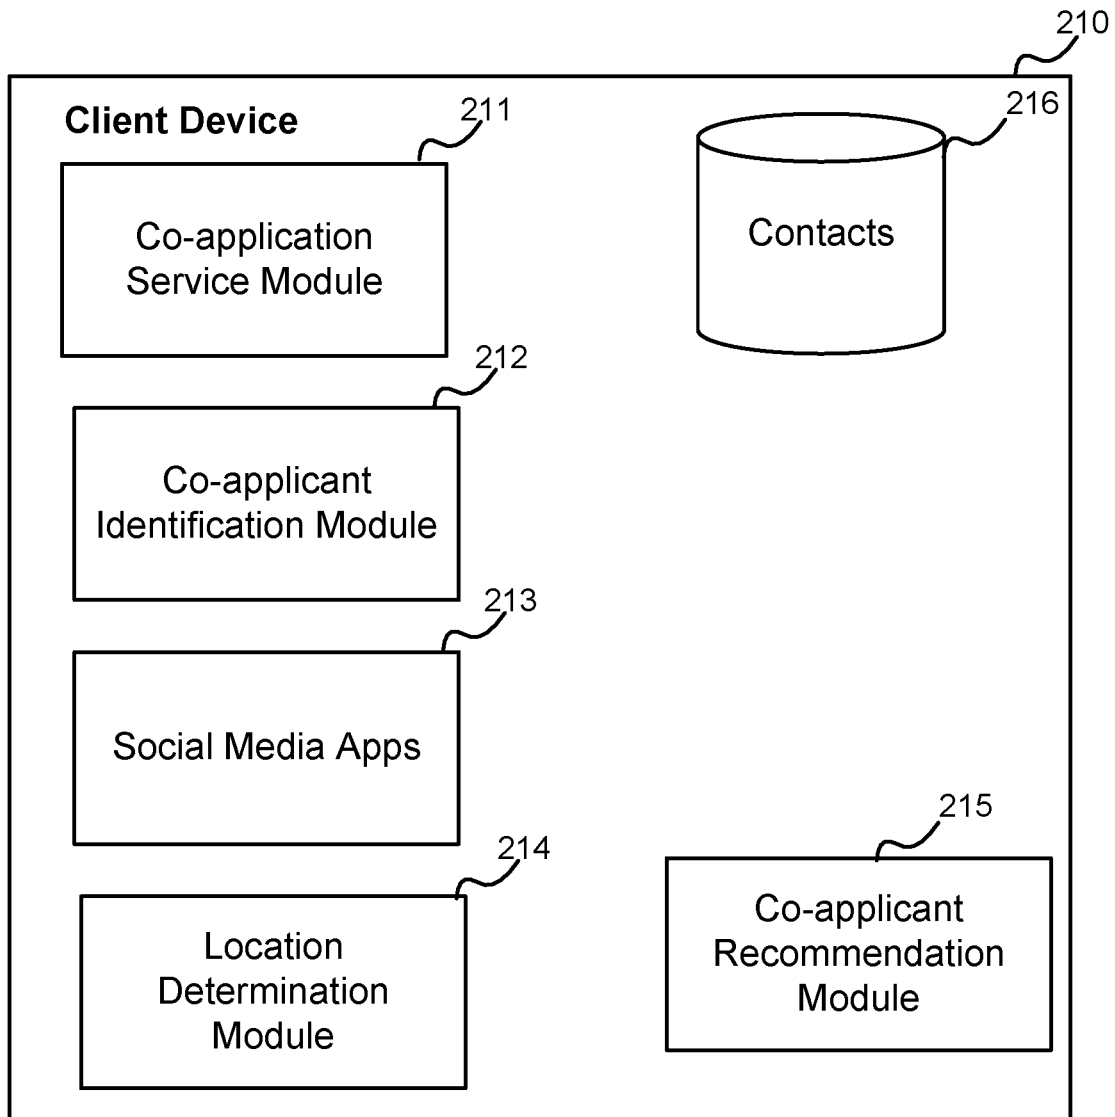 210
Client Device
211
216
Co-application
Service Module
Contacts
212
Co-applicant
Identification Module
213
Social Media Apps
214
Location
Determination
Module
215
Co-applicant
Recommendation
Module